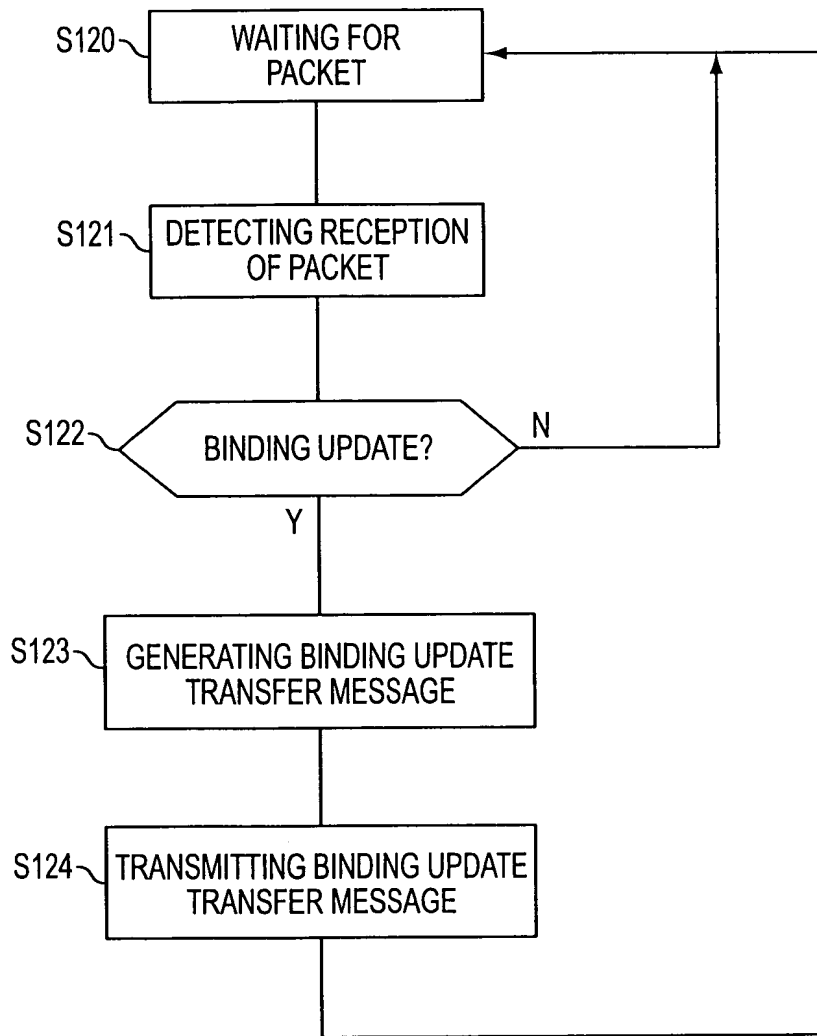 S120
WAITING FOR
PACKET
S121
DETECTING RECEPTION
OF PACKET
S122
BINDING UPDATE?
N
Y
S123
GENERATING BINDING UPDATE
TRANSFER MESSAGE
S124
TRANSMITTING BINDING UPDATE
TRANSFER MESSAGE